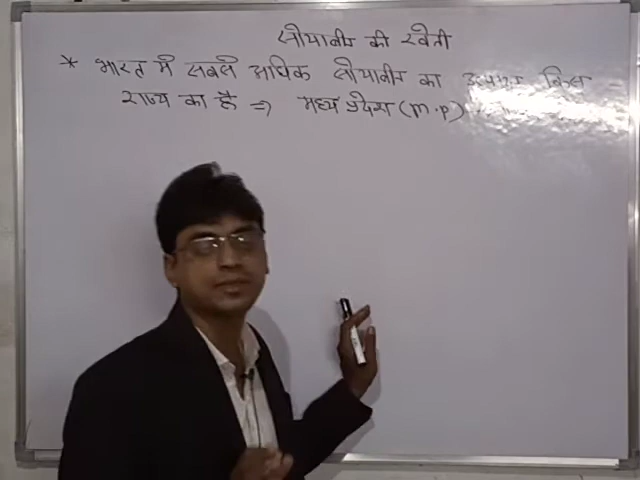 सोयाबीन की खेती
* भारत मे सबसे अधिक सोयाबीन का उत्पादन किस
राज्य का है ⇒ मध्य प्रदेश (M.P)